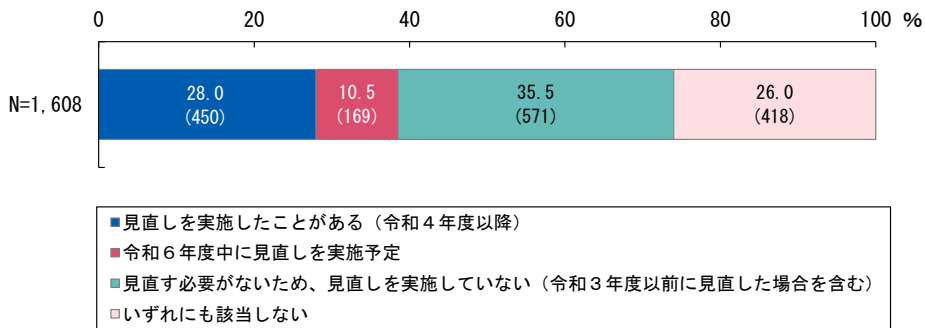 0 20 40 60 80 100 %
N=1,608
28.0 10.5 35.5 26.0
(450) (169) (571) (418)
■見直しを実施したことがある（令和４年度以降）
■令和６年度中に見直しを実施予定
■見直す必要がないため、見直しを実施していない（令和３年度以前に見直した場合を含む）
■いずれにも該当しない